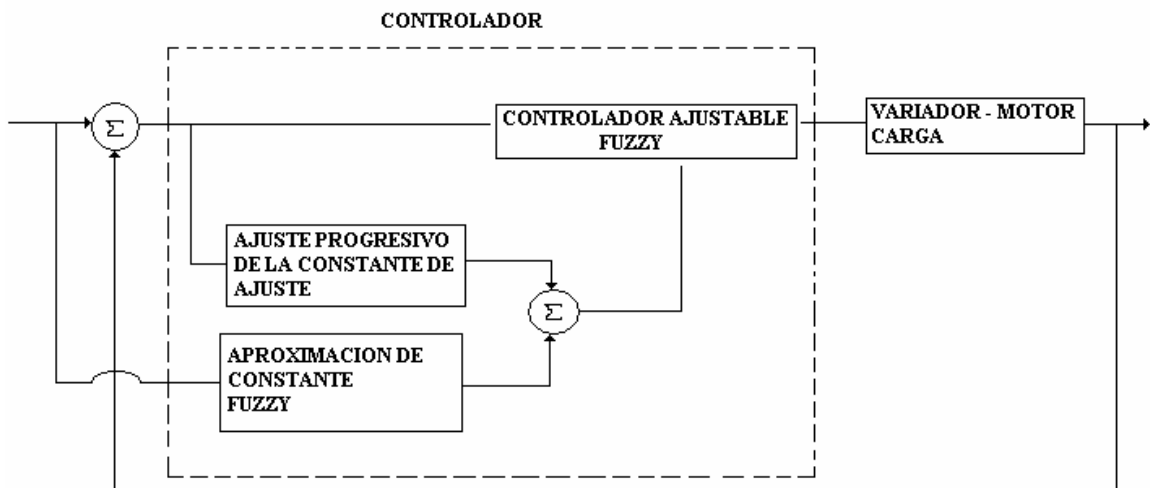 CONTROLADOR
Σ
CONTROLADOR AJUSTABLE
FUZZY
VARIADOR - MOTOR
CARGA
AJUSTE PROGRESIVO
DE LA CONSTANTE DE
AJUSTE
Σ
APROXIMACION DE
CONSTANTE
FUZZY